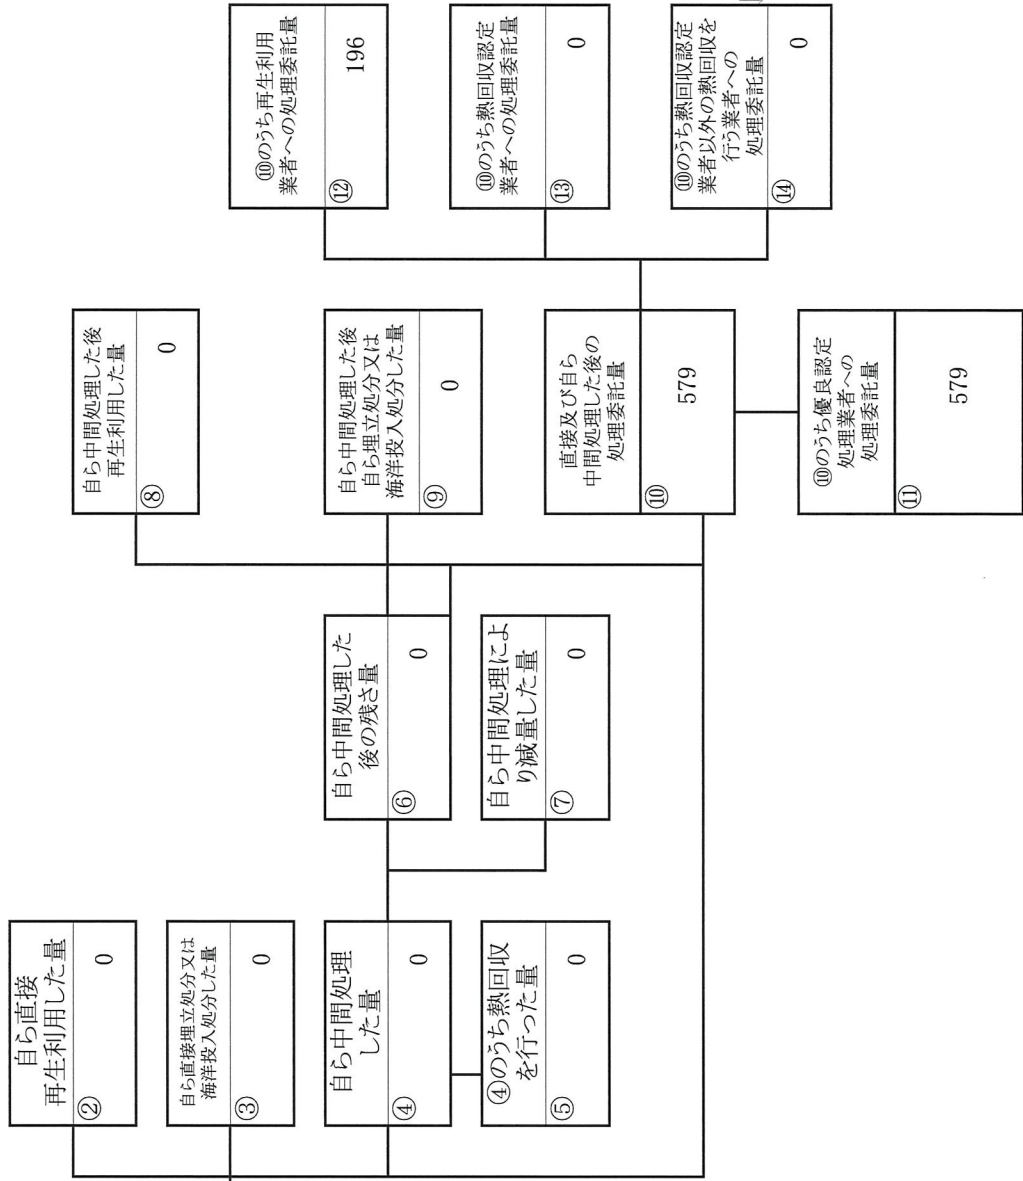 自ら直接
再生利用した量
②
0
自ら直接埋立処分又は
海洋投入処分した量
③
0
自ら中間処理
した量
④
0
④のうち熱回収
を行った量
⑤
0
自ら中間処理した
後の残さ量
⑥
0
自ら中間処理によ
り減量した量
⑦
0
自ら中間処理した後
再生利用した量
⑧
0
自ら中間処理した後
自ら埋立処分又は
海洋投入処分した量
⑨
0
直接及び自ら
中間処理した後の
処理委託量
⑩
579
⑩のうち優良認定
処理業者への
処理委託量
⑪
579
⑩のうち再生利用
業者への処理委託量
⑫
196
⑩のうち熱回収認定
業者への処理委託量
⑬
0
⑩のうち熱回収認定
業者以外の熱回収を
行う業者への
処理委託量
⑭
0